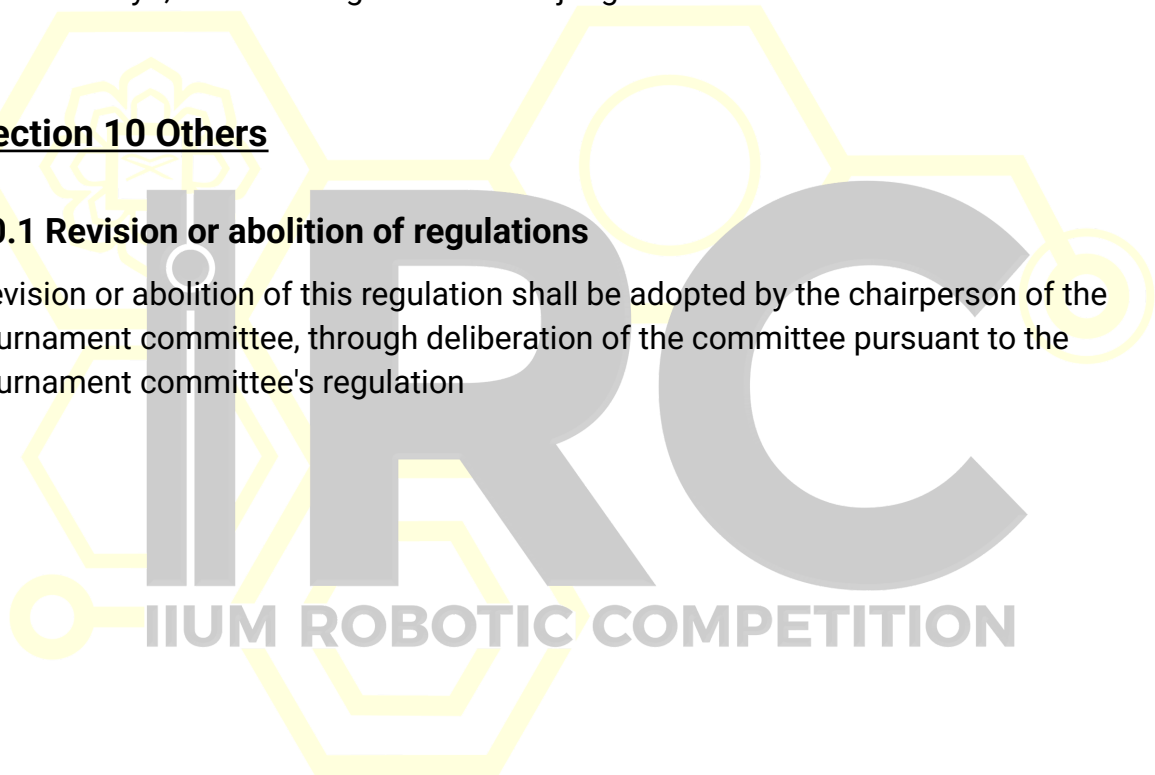 ection 10 Others
0.1 Revision or abolition of regulations
evision or abolition of this regulation shall be adopted by the chairperson of the
urnament committee, through deliberation of the committee pursuant to the
urnament committee's regulation
IRC
IIUM ROBOTIC COMPETITION